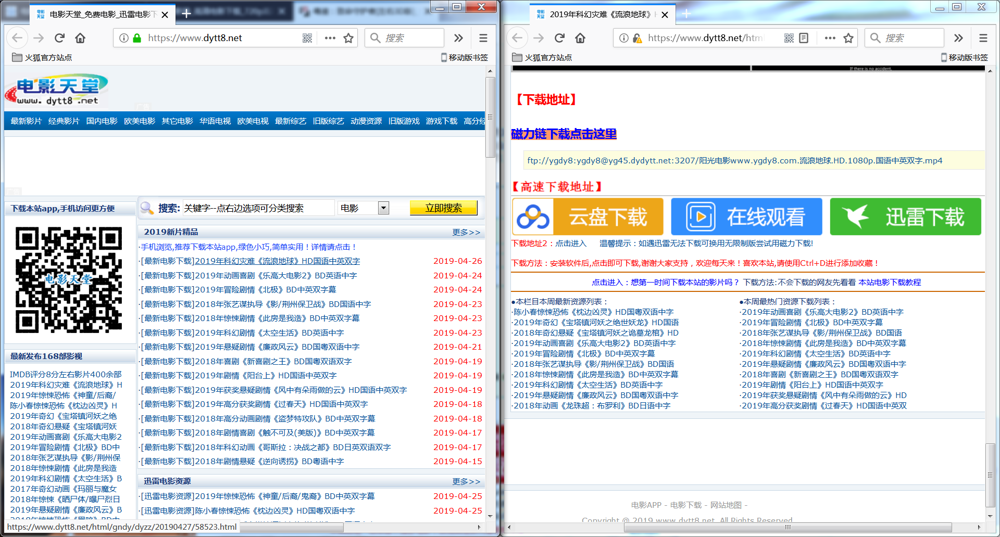 电影天堂_免费电影_迅雷电影下
https://www.dytt8.net
搜索
火狐官方站点
移动版书签
电影天堂
www. dytt8 .net
最新影片 经典影片 国内电影 欧美电影 其它电影 华语电视 欧美电视 最新综艺 旧版综艺 动漫资源 旧版游戏 游戏下载 高分经
下载本站app,手机访问更方便
电影天堂
最新发布168部影视
IMDB评分8分左右影片400余部
2019年科幻灾难《流浪地球》H
2019年惊悚恐怖《神童/后裔/
陈小春惊悚恐怖《枕边凶灵》H
2019年奇幻《宝塔镇河妖之绝
2018年奇幻悬疑《宝塔镇河妖
2019年动画喜剧《乐高大电影2
2019年冒险剧情《北极》BD中
2018年张艺谋执导《影/荆州保
2018年惊悚剧情《此房是我造
2019年科幻剧情《太空生活》B
2017年奇幻动画《玛丽与魔女
2018年惊悚《晒尸体/曝尸烈日
2019年悬疑剧情《廉政风云》B
搜索: 关键字--点右边选项可分类搜索 电影 立即搜索
2019新片精品 更多>>
·手机浏览,推荐下载本站app,绿色小巧,简单实用！详情请点击！
·[最新电影下载]2019年科幻灾难《流浪地球》HD国语中英双字 2019-04-26
·[最新电影下载]2019年动画喜剧《乐高大电影2》BD英语中字 2019-04-24
·[最新电影下载]2019年冒险剧情《北极》BD中英双字幕 2019-04-24
·[最新电影下载]2018年张艺谋执导《影/荆州保卫战》BD国语中字 2019-04-23
·[最新电影下载]2018年惊悚剧情《此房是我造》BD中英双字幕 2019-04-23
·[最新电影下载]2019年科幻剧情《太空生活》BD英语中字 2019-04-23
·[最新电影下载]2019年悬疑剧情《廉政风云》BD国粤双语中字 2019-04-21
·[最新电影下载]2018年喜剧《新喜剧之王》BD国粤双语双字 2019-04-19
·[最新电影下载]2019年剧情《阳台上》HD国语中英双字 2019-04-19
·[最新电影下载]2019年获奖悬疑剧情《风中有朵雨做的云》HD国语中英双字 2019-04-19
·[最新电影下载]2019年高分获奖剧情《过春天》HD国语中英双字 2019-04-18
·[最新电影下载]2018年高分动画剧情《盗梦特攻队》BD中英双字幕 2019-04-18
·[最新电影下载]2018年剧情喜剧《触不可及(美版)》BD中英双字幕 2019-04-17
·[最新电影下载]2018年科幻动画《哥斯拉：决战之都》BD日英双语双字 2019-04-17
·[最新电影下载]2018年剧情悬疑《逆向诱拐》BD粤语中字 2019-04-15
迅雷电影资源 更多>>
·[迅雷电影资源]2019年惊悚恐怖《神童/后裔/鬼裔》BD中英双字幕 2019-04-25
·[迅雷电影资源]陈小春惊悚恐怖《枕边凶灵》HD国粤双语中字 2019-04-25
https://www.dytt8.net/html/gndy/dyzz/20190427/58523.html
2019年科幻灾难《流浪地球》H
https://www.dytt8.net/htm
搜索
火狐官方站点
移动版书签
If there is no accident,
【下载地址】
磁力链下载点击这里
ftp://ygdy8:ygdy8@yg45.dydytt.net:3207/阳光电影www.ygdy8.com.流浪地球.HD.1080p.国语中英双字.mp4
【高速下载地址】
云盘下载 在线观看 迅雷下载
下载地址2：点击进入 温馨提示：如遇迅雷无法下载可换用无限制版尝试用磁力下载!
下载方法：安装软件后,点击即可下载,谢谢大家支持，欢迎每天来！喜欢本站,请使用Ctrl+D进行添加收藏！
点击进入：想第一时间下载本站的影片吗？ 下载方法:不会下载的网友先看看 本站电影下载教程
●本栏目本周最新资源列表：
·陈小春惊悚恐怖《枕边凶灵》HD国粤双语中字
·2019年奇幻《宝塔镇河妖之绝世妖龙》HD国语
·2018年奇幻悬疑《宝塔镇河妖之诡墓龙棺》HD
·2019年动画喜剧《乐高大电影2》BD英语中字
·2019年冒险剧情《北极》BD中英双字幕
·2018年张艺谋执导《影/荆州保卫战》BD国语
·2018年惊悚剧情《此房是我造》BD中英双字幕
·2019年科幻剧情《太空生活》BD英语中字
·2019年悬疑剧情《廉政风云》BD国粤双语中字
·2018年动画《龙珠超：布罗利》BD日语中字
●本周最热门资源下载列表：
·2019年动画喜剧《乐高大电影2》BD英语中字
·2019年冒险剧情《北极》BD中英双字幕
·2018年张艺谋执导《影/荆州保卫战》BD国语
·2018年惊悚剧情《此房是我造》BD中英双字幕
·2019年科幻剧情《太空生活》BD英语中字
·2019年悬疑剧情《廉政风云》BD国粤双语中字
·2018年喜剧《新喜剧之王》BD国粤双语双字
·2019年剧情《阳台上》HD国语中英双字
·2019年获奖悬疑剧情《风中有朵雨做的云》HD
·2019年高分获奖剧情《过春天》HD国语中英双
电影APP - 电影下载 - 网站地图 -
Copyright @ 2019 www.dytt8.net. All Rights Reserved